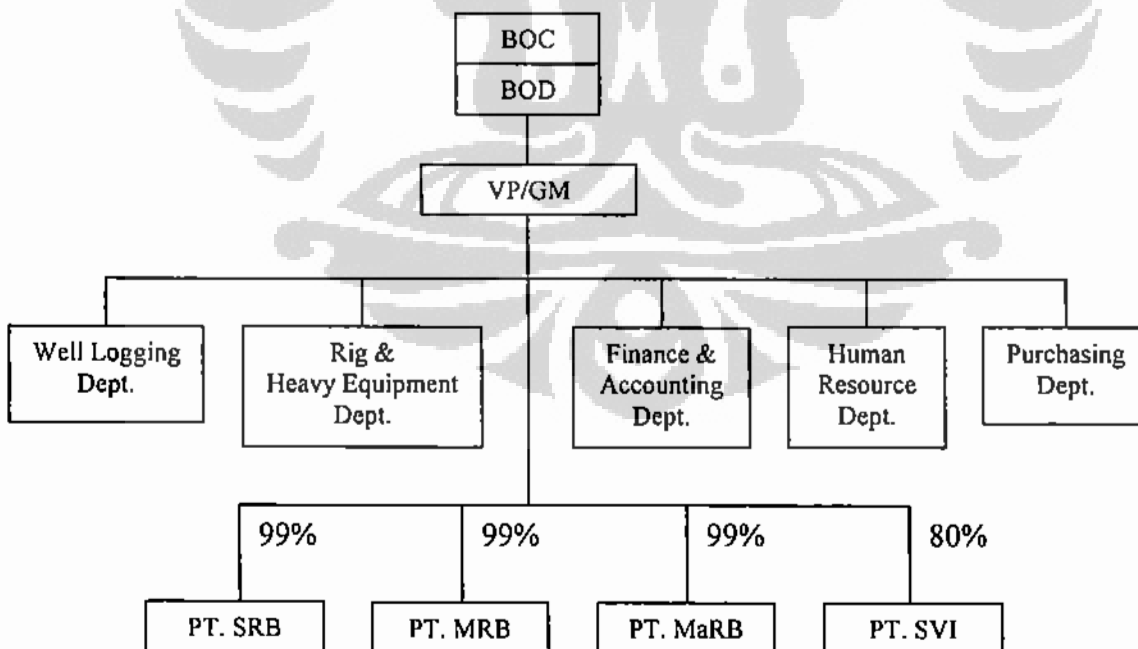 BOC
BOD
VP/GM
Well Logging
Dept.
Rig &
Heavy Equipment
Dept.
Finance &
Accounting
Dept.
Human
Resource
Dept.
Purchasing
Dept.
99%
99%
99%
80%
PT. SRB
PT. MRB
PT. MaRB
PT. SVI